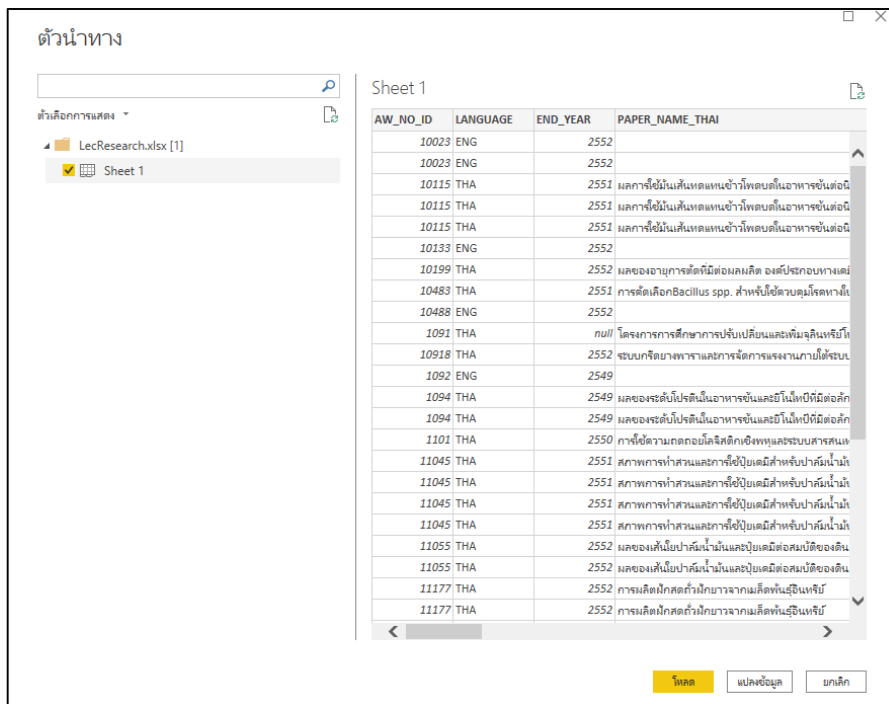 ตัวนำทาง
ตัวเลือกการแสดง
LecResearch.xlsx [1]
Sheet 1
Sheet 1
AW_NO_ID LANGUAGE END_YEAR PAPER_NAME_THAI
10023 ENG 2552
10023 ENG 2552
10115 THA 2551 ผลการใช้มันเส้นทดแทนข้าวโพดบดในอาหารข้นต่อนิ
10115 THA 2551 ผลการใช้มันเส้นทดแทนข้าวโพดบดในอาหารข้นต่อนิ
10115 THA 2551 ผลการใช้มันเส้นทดแทนข้าวโพดบดในอาหารข้นต่อนิ
10133 ENG 2552
10199 THA 2552 ผลของอายุการตัดที่มีต่อผลผลิต องค์ประกอบทางเคมี
10483 THA 2551 การคัดเลือกBacillus spp. สำหรับใช้ควบคุมโรคทางใบ
10488 ENG 2552
1091 THA null โครงการการศึกษาการปรับเปลี่ยนและเพิ่มจุลินทรีย์โ
10918 THA 2552 ระบบกรีดยางพาราและการจัดการแรงงานภายใต้ระบบ
1092 ENG 2549
1094 THA 2549 ผลของระดับโปรตีนในอาหารข้นและยีโนไทป์ที่มีต่อลัก
1094 THA 2549 ผลของระดับโปรตีนในอาหารข้นและยีโนไทป์ที่มีต่อลัก
1101 THA 2550 การใช้ความถดถอยโลจิสติกเชิงพหุและระบบสารสนเท
11045 THA 2551 สภาพการทำสวนและการใช้ปุ๋ยเคมีสำหรับปาล์มน้ำมัน
11045 THA 2551 สภาพการทำสวนและการใช้ปุ๋ยเคมีสำหรับปาล์มน้ำมัน
11045 THA 2551 สภาพการทำสวนและการใช้ปุ๋ยเคมีสำหรับปาล์มน้ำมัน
11045 THA 2551 สภาพการทำสวนและการใช้ปุ๋ยเคมีสำหรับปาล์มน้ำมัน
11055 THA 2552 ผลของเส้นใยปาล์มน้ำมันและปุ๋ยเคมีต่อสมบัติของดิน
11055 THA 2552 ผลของเส้นใยปาล์มน้ำมันและปุ๋ยเคมีต่อสมบัติของดิน
11177 THA 2552 การผลิตฝักสดถั่วฝักยาวจากเมล็ดพันธุ์อินทรีย์
11177 THA 2552 การผลิตฝักสดถั่วฝักยาวจากเมล็ดพันธุ์อินทรีย์
โหลด แปลงข้อมูล ยกเลิก